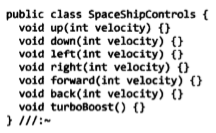 public class SpaceShipControls {
void up(int velocity) {}
void down(int velocity) {}
void left(int velocity) {}
void right(int velocity) {}
void forward(int velocity) {}
void back(int velocity) {}
void turboBoost() {}
} ///:~